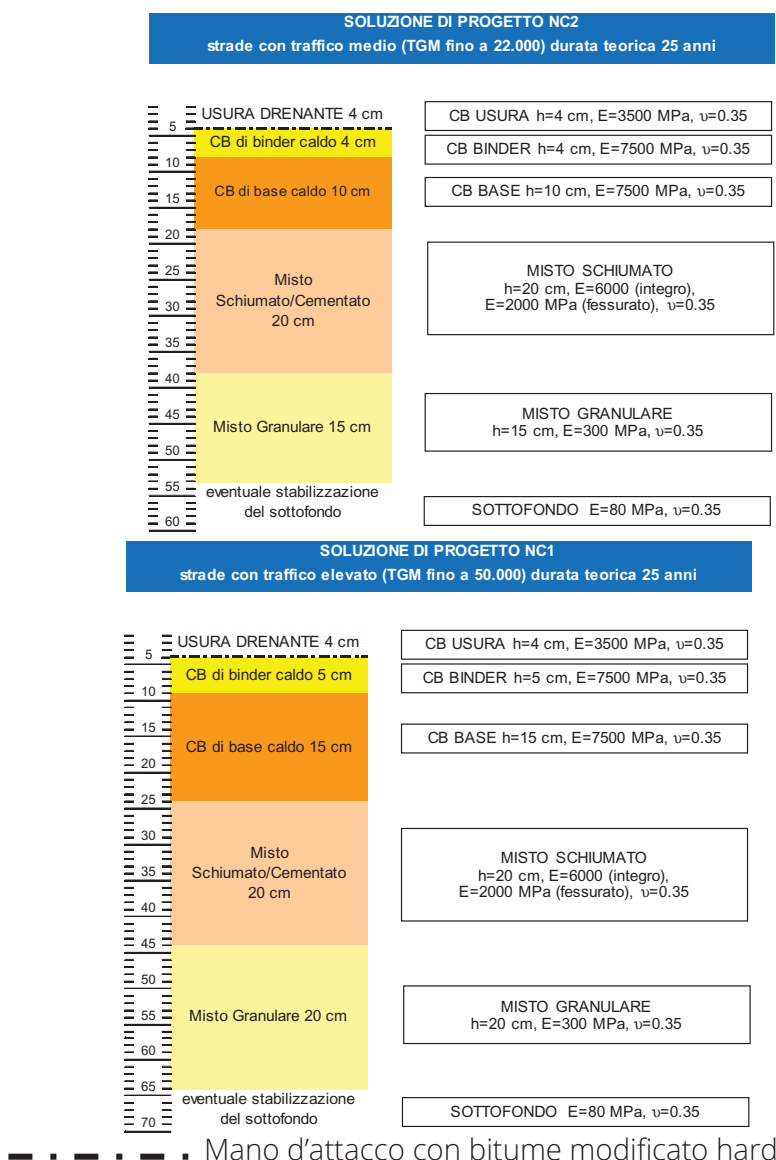 SOLUZIONE DI PROGETTO NC2
strade con traffico medio (TGM fino a 22.000) durata teorica 25 anni
USURA DRENANTE 4 cm
CB USURA h=4 cm, E=3500 MPa, υ=0.35
5
CB di binder caldo 4 cm
CB BINDER h=4 cm, E=7500 MPa, υ=0.35
10
CB di base caldo 10 cm
CB BASE h=10 cm, E=7500 MPa, υ=0.35
15
20
25
Misto
Schiumato/Cementato
20 cm
MISTO SCHIUMATO
h=20 cm, E=6000 (integro),
E=2000 MPa (fessurato), υ=0.35
30
35
40
45
Misto Granulare 15 cm
MISTO GRANULARE
h=15 cm, E=300 MPa, υ=0.35
50
55
eventuale stabilizzazione
del sottofondo
SOTTOFONDO E=80 MPa, υ=0.35
60
SOLUZIONE DI PROGETTO NC1
strade con traffico elevato (TGM fino a 50.000) durata teorica 25 anni
USURA DRENANTE 4 cm
CB USURA h=4 cm, E=3500 MPa, υ=0.35
5
CB di binder caldo 5 cm
CB BINDER h=5 cm, E=7500 MPa, υ=0.35
10
15
CB di base caldo 15 cm
CB BASE h=15 cm, E=7500 MPa, υ=0.35
20
25
30
Misto
Schiumato/Cementato
20 cm
MISTO SCHIUMATO
h=20 cm, E=6000 (integro),
E=2000 MPa (fessurato), υ=0.35
35
40
45
50
55
Misto Granulare 20 cm
MISTO GRANULARE
h=20 cm, E=300 MPa, υ=0.35
60
65
eventuale stabilizzazione
del sottofondo
SOTTOFONDO E=80 MPa, υ=0.35
70
Mano d'attacco con bitume modificato hard